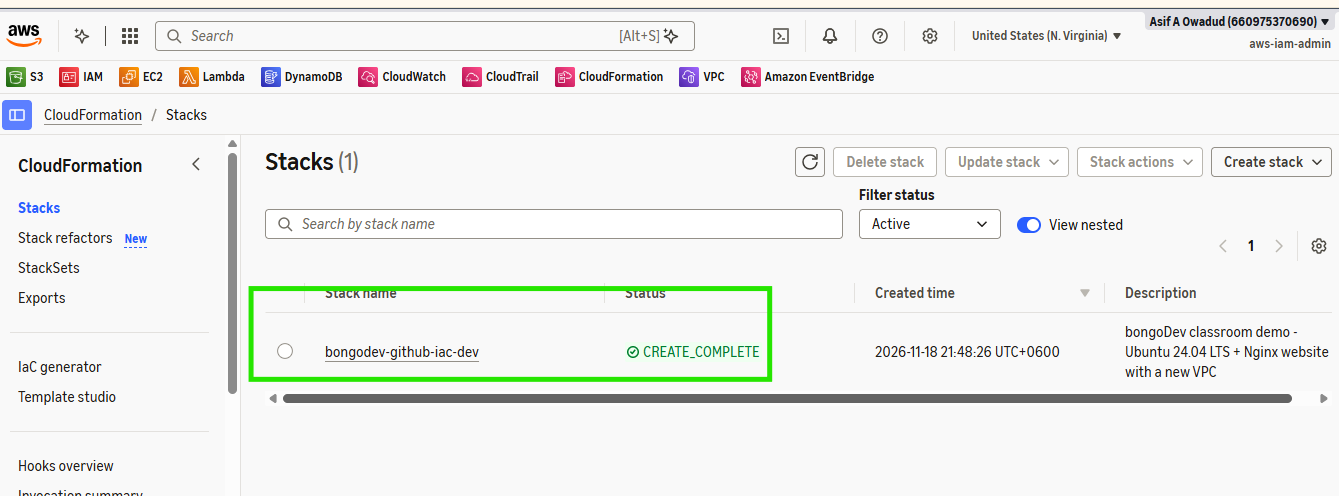 aws
Search
[Alt+S]
United States (N. Virginia)
Asif A Owadud (660975370690)
aws-iam-admin
S3
IAM
EC2
Lambda
DynamoDB
CloudWatch
CloudTrail
CloudFormation
VPC
Amazon EventBridge
CloudFormation / Stacks
CloudFormation
Stacks
Stack refactors New
StackSets
Exports
IaC generator
Template studio
Hooks overview
Invocation summary
Stacks (1)
Delete stack
Update stack
Stack actions
Create stack
Search by stack name
Filter status
Active
View nested
1
Stack name
Status
Created time
Description
bongodev-github-iac-dev
CREATE_COMPLETE
2026-11-18 21:48:26 UTC+0600
bongoDev classroom demo -
Ubuntu 24.04 LTS + Nginx website
with a new VPC